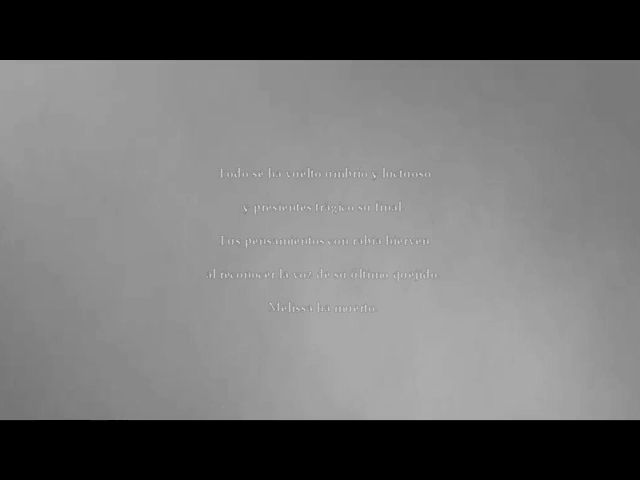 Todo se ha vuelto umbrío y luctuoso
y presientes trágico su final.
Tus pensamientos con rabia hierven
al reconocer la voz de su último quejido.
Melissa ha muerto.